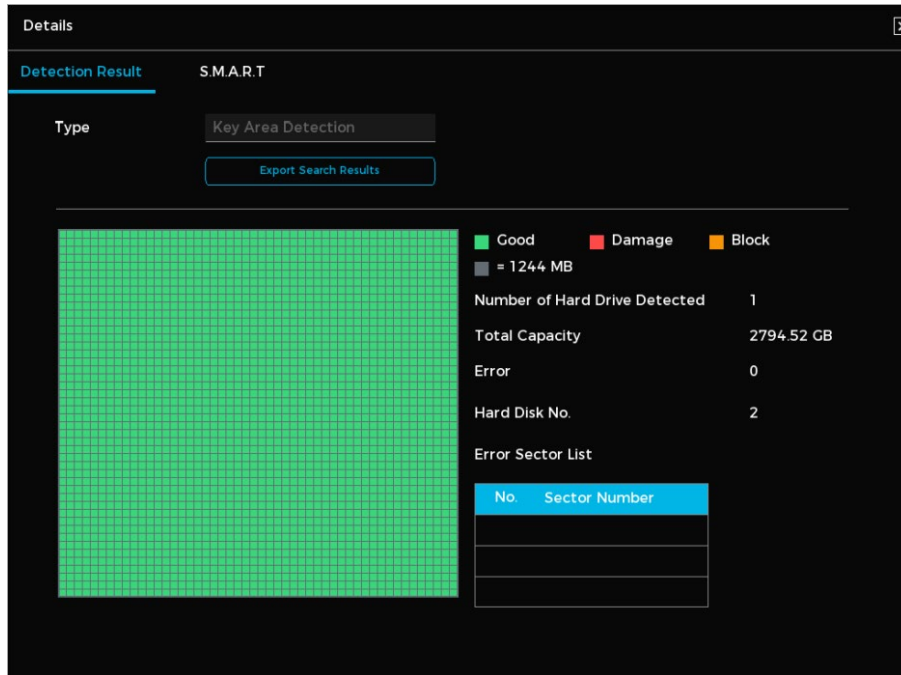 Details
Detection Result S.M.A.R.T
Type Key Area Detection
Export Search Results
Good Damage Block
= 1244 MB
Number of Hard Drive Detected 1
Total Capacity 2794.52 GB
Error 0
Hard Disk No. 2
Error Sector List
No. Sector Number